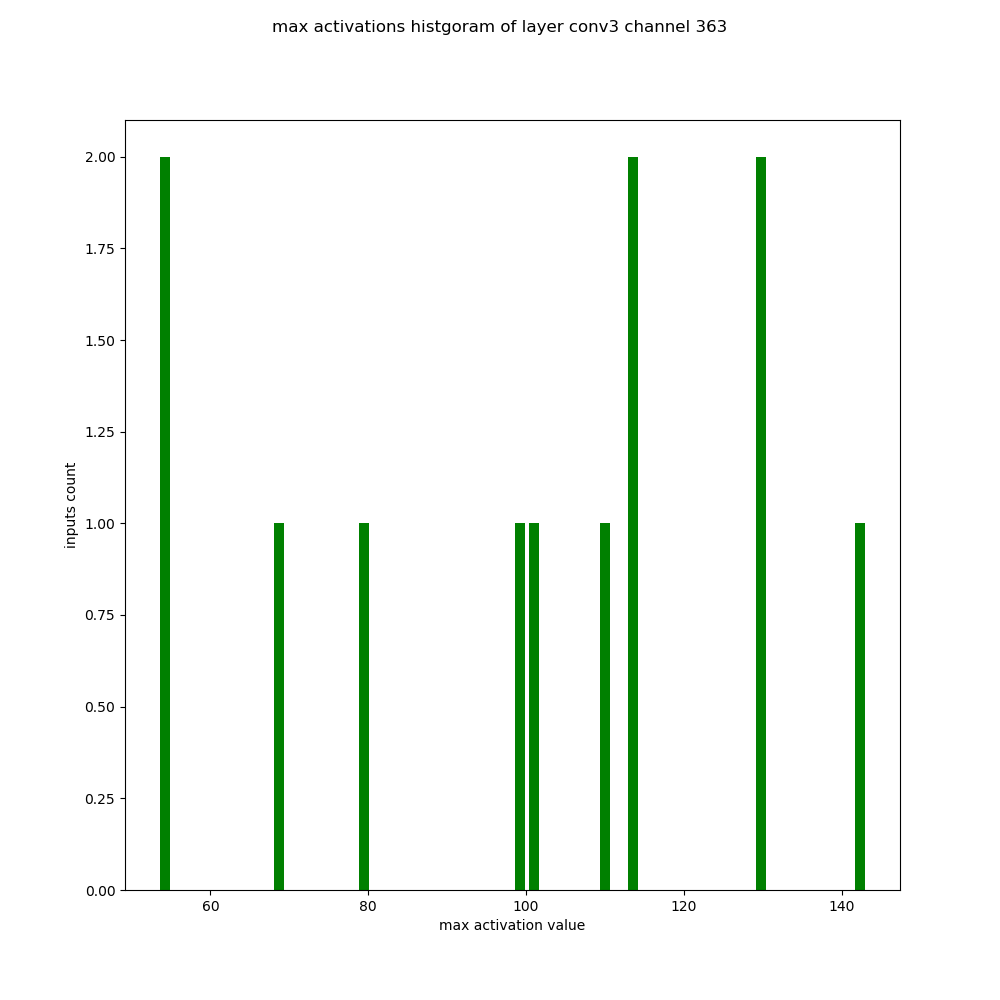 max activations histgoram of layer conv3 channel 363
2.00
1.75
1.50
1.25
1.00
0.75
0.50
0.25
0.00
inputs count
60 80 100 120 140
max activation value